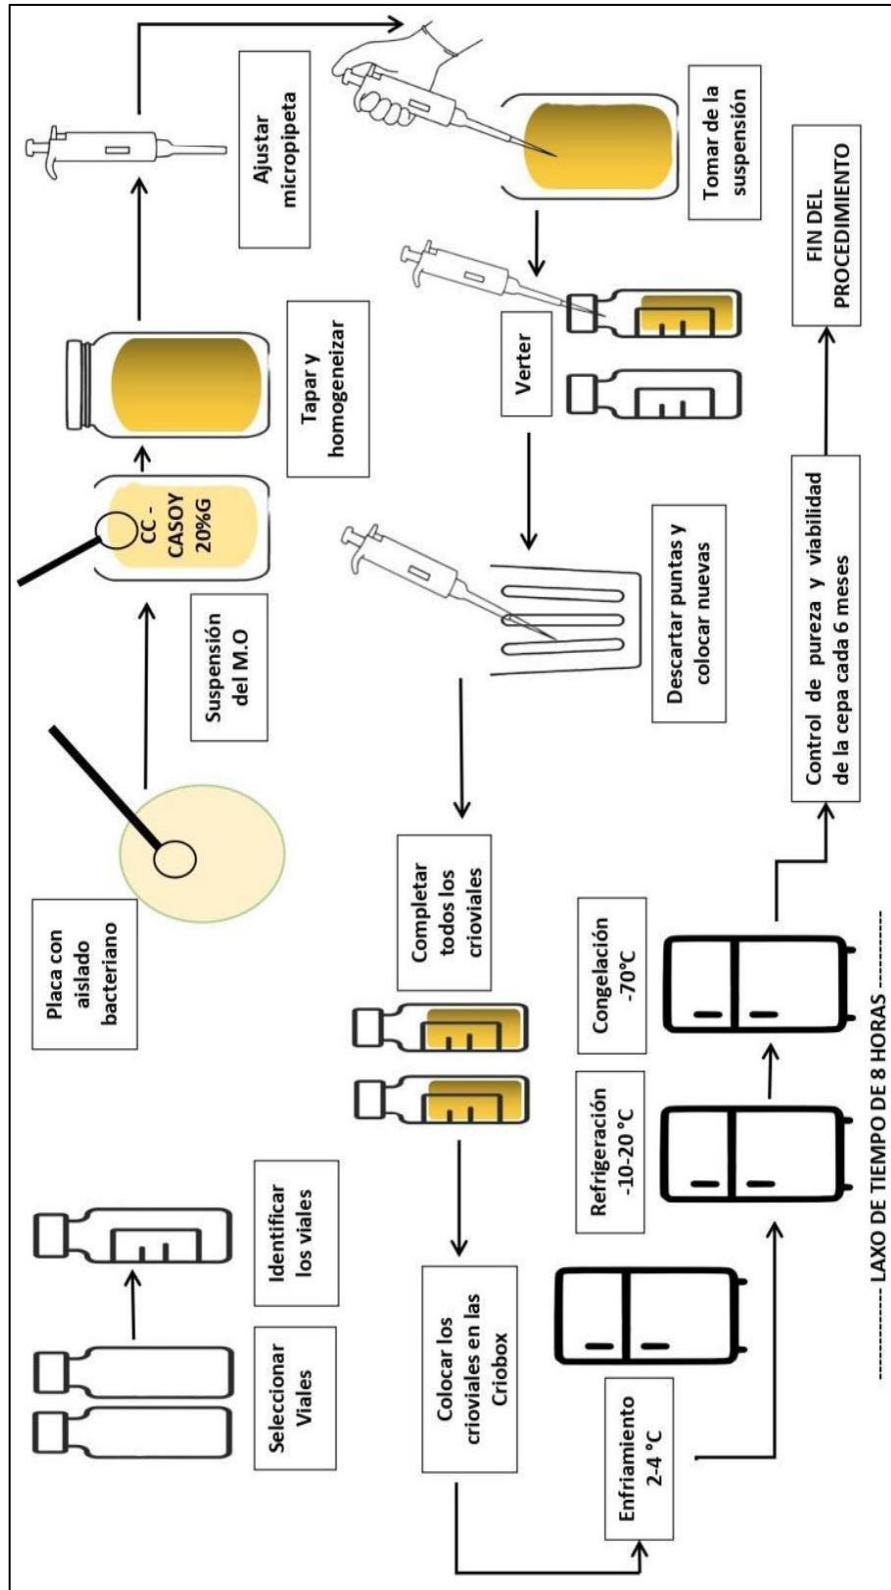 Seleccionar
Viales
Identificar
los viales
Placa con
aislado
bacteriano
Suspensión
del M.O
CC -
CASOY
20%G
Tapar y
homogeneizar
Ajustar
micropipeta
Tomar de la
suspensión
Verter
Descartar puntas y
colocar nuevas
Completar
todos los
crioviales
Colocar los
crioviales en las
Criobox
Enfriamiento
2-4 °C
Refrigeración
-10-20 °C
Congelación
-70°C
Control de pureza y viabilidad
de la cepa cada 6 meses
FIN DEL
PROCEDIMIENTO
------------ LAXO DE TIEMPO DE 8 HORAS ------------